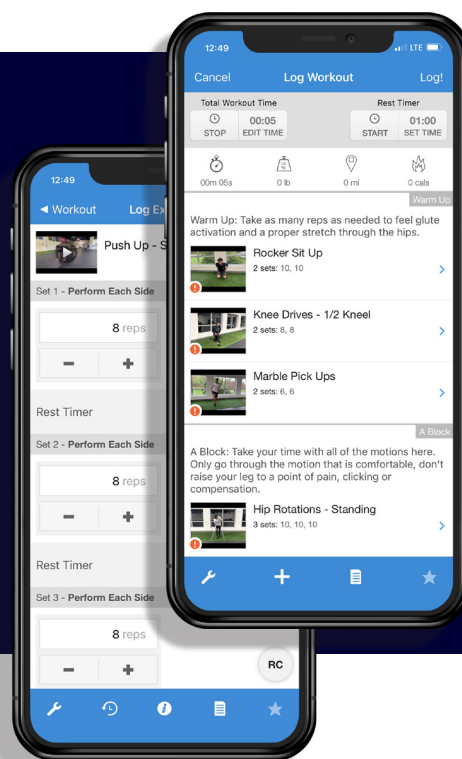 12:49
LTE
Cancel
Log Workout
Log!
Total Workout Time
Rest Timer
STOP
00:05
EDIT TIME
START
01:00
SET TIME
00m 05s
0 lb
0 mi
0 cals
Warm Up
Warm Up: Take as many reps as needed to feel glute
activation and a proper stretch through the hips.
Rocker Sit Up
2 sets: 10, 10
Knee Drives - 1/2 Kneel
2 sets: 8, 8
Marble Pick Ups
2 sets: 6, 6
A Block
A Block: Take your time with all of the motions here.
Only go through the motion that is comfortable, don't
raise your leg to a point of pain, clicking or
compensation.
Hip Rotations - Standing
3 sets: 10, 10, 10
12:49
Workout
Log Ex
Push Up - S
Set 1 - Perform Each Side
8 reps
Rest Timer
Set 2 - Perform Each Side
8 reps
Rest Timer
Set 3 - Perform Each Side
8 reps
RC